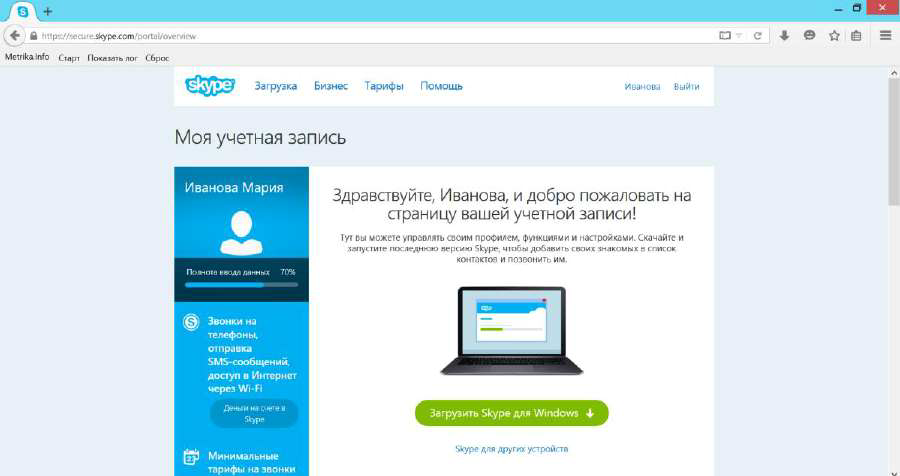 https://secure.skype.com/portal/overview
Metrika.Info Старт Показать лог Сброс
skype Загрузка Бизнес Тарифы Помощь Иванова Выйти
Моя учетная запись
Иванова Мария
Полнота ввода данных 70%
Звонки на
телефоны,
отправка
SMS-сообщений,
доступ в Интернет
через Wi-Fi
Деньги на счете в
Skype
Минимальные
тарифы на звонки
Здравствуйте, Иванова, и добро пожаловать на
страницу вашей учетной записи!
Тут вы можете управлять своим профилем, функциями и настройками. Скачайте и
запустите последнюю версию Skype, чтобы добавить своих знакомых в список
контактов и позвонить им.
Загрузить Skype для Windows
Skype для других устройств